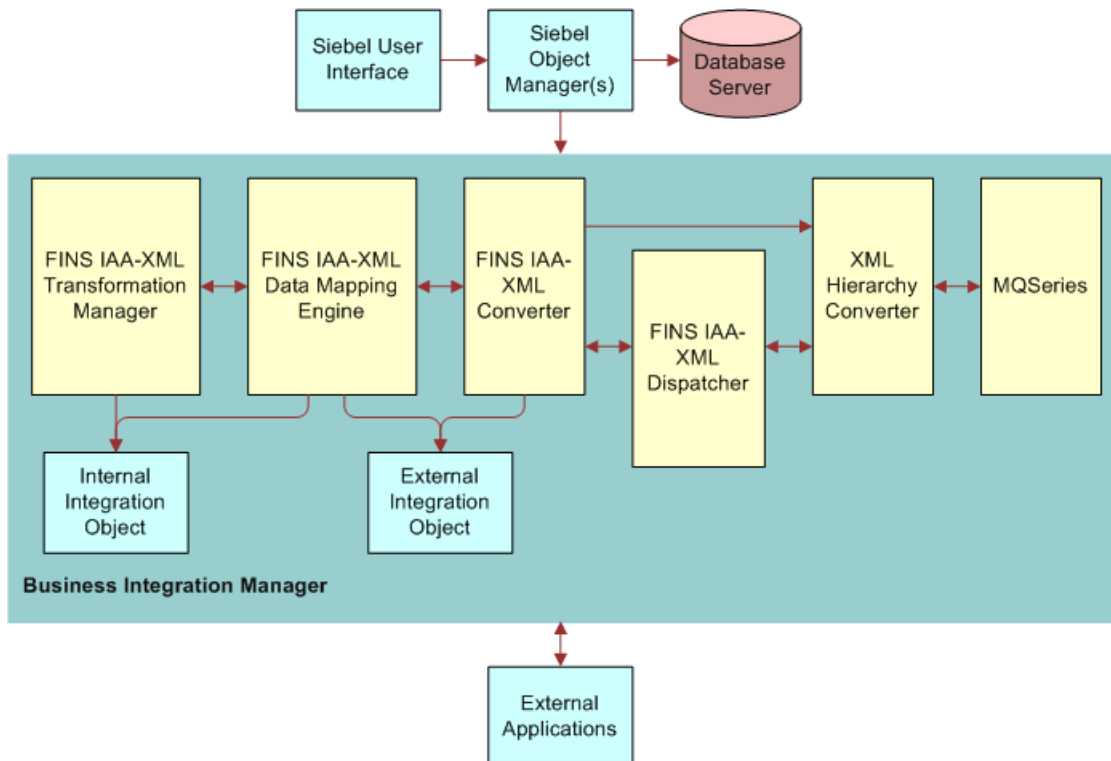 Siebel User
Interface
Siebel
Object
Manager(s)
Database
Server
FINS IAA-XML
Transformation
Manager
FINS IAA-XML
Data Mapping
Engine
FINS IAA-
XML
Converter
FINS IAA-
XML
Dispatcher
XML
Hierarchy
Converter
MQSeries
Internal
Integration
Object
External
Integration
Object
Business Integration Manager
External
Applications